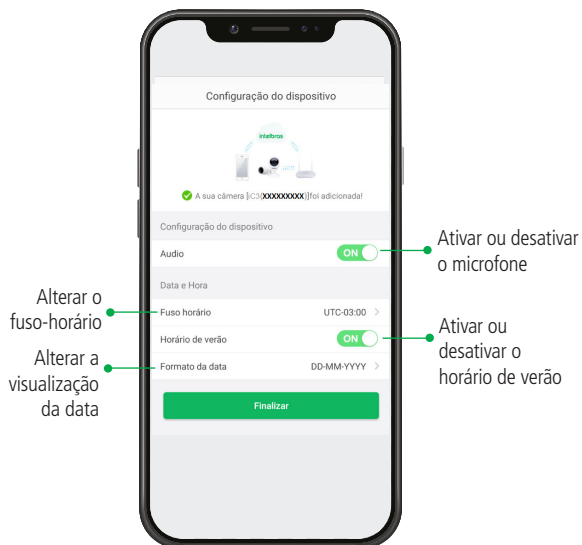 Configuração do dispositivo
intelbras
A sua câmera [iC3(XXXXXXXXX)]foi adicionada!
Configuração do dispositivo
Audio ON
Ativar ou desativar
o microfone
Data e Hora
Alterar o
fuso-horário
Fuso horário UTC-03:00 >
Horário de verão ON
Ativar ou
desativar o
horário de verão
Alterar a
visualização
da data
Formato da data DD-MM-YYYY >
Finalizar